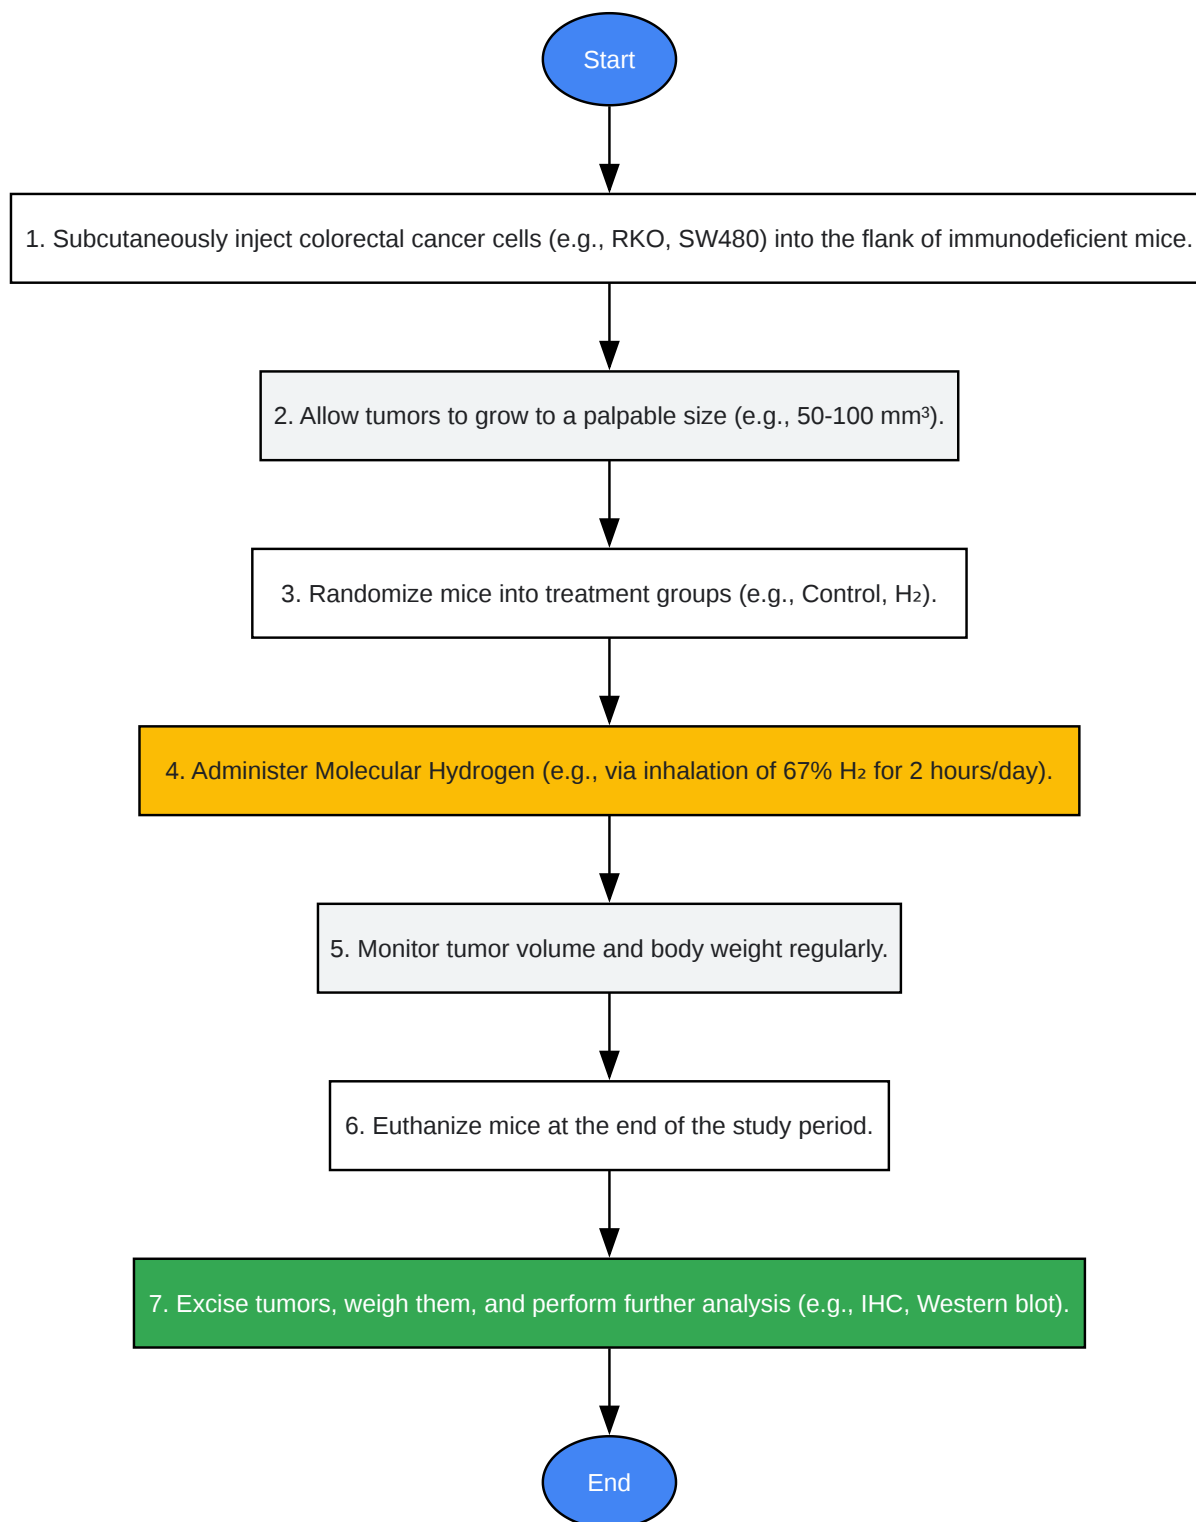 Start
1. Subcutaneously inject colorectal cancer cells (e.g., RKO, SW480) into the flank of immunodeficient mice.
2. Allow tumors to grow to a palpable size (e.g., 50-100 mm³).
3. Randomize mice into treatment groups (e.g., Control, H₂).
4. Administer Molecular Hydrogen (e.g., via inhalation of 67% H₂ for 2 hours/day).
5. Monitor tumor volume and body weight regularly.
6. Euthanize mice at the end of the study period.
7. Excise tumors, weigh them, and perform further analysis (e.g., IHC, Western blot).
End